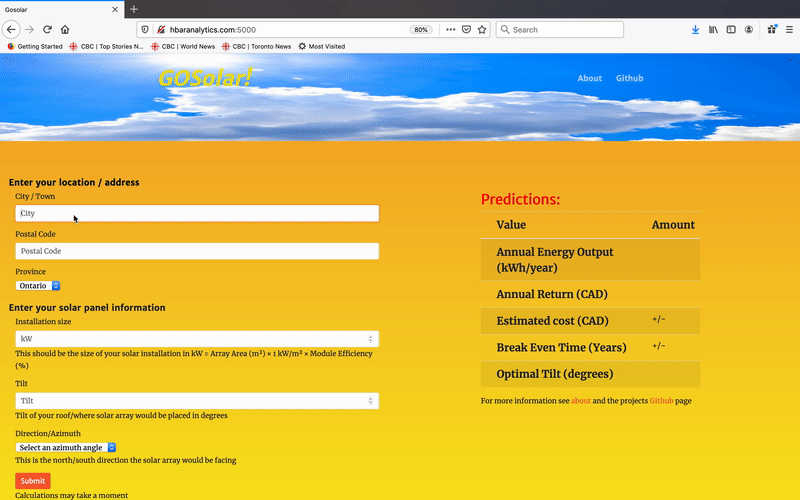 Gosolar
hbaranalytics.com:5000
80%
Search
Getting Started
CBC | Top Stories N...
CBC | World News
CBC | Toronto News
Most Visited
GOSolar!
About
Github
Enter your location / address
City / Town
City
Postal Code
Postal Code
Province
Ontario
Enter your solar panel information
Installation size
kW
This should be the size of your solar installation in kW = Array Area (m²) × 1 kW/m² × Module Efficiency
(%)
Tilt
Tilt
Tilt of your roof/where solar array would be placed in degrees
Direction/Azimuth
Select an azimuth angle
This is the north/south direction the solar array would be facing
Submit
Calculations may take a moment
Predictions:
Value Amount
Annual Energy Output
(kWh/year)
Annual Return (CAD)
Estimated cost (CAD) +/-
Break Even Time (Years) +/-
Optimal Tilt (degrees)
For more information see about and the projects Github page